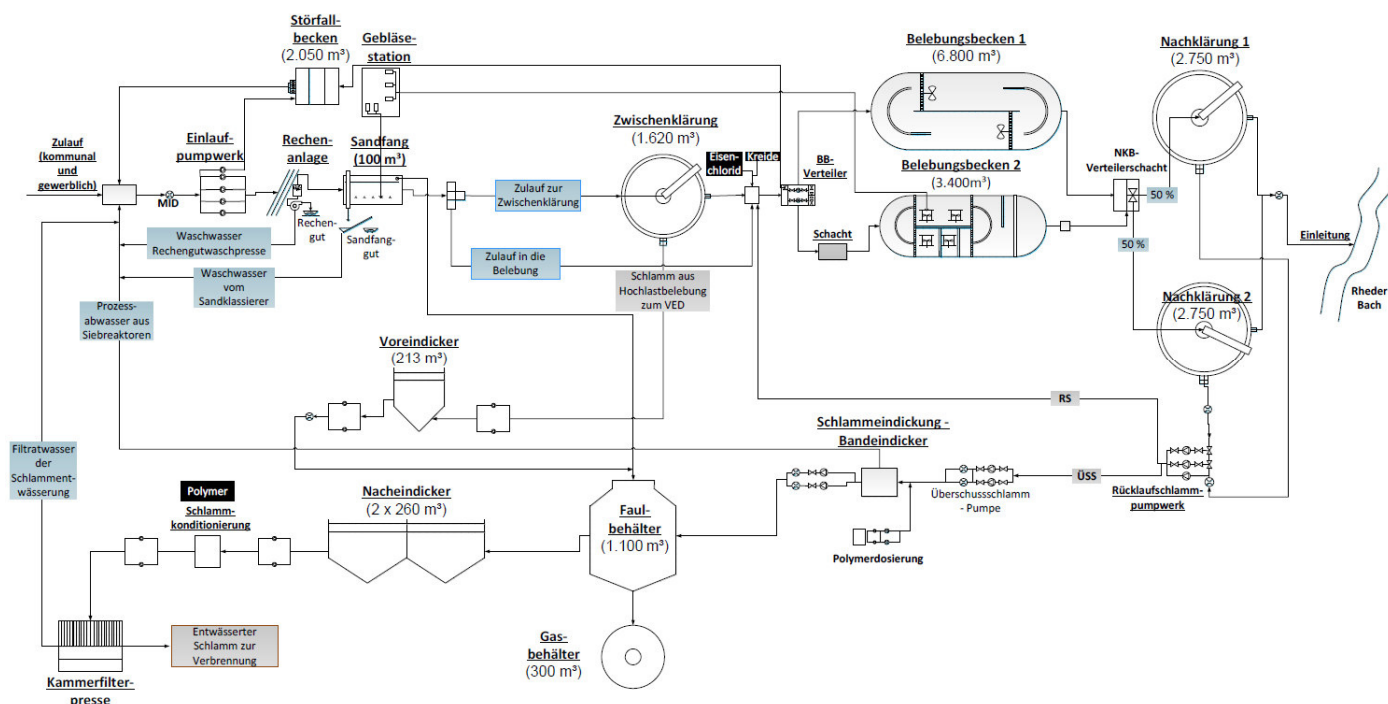 Störfall-
becken
(2.050 m³)
Gebläse-
station
Belebungsbecken 1
(6.800 m³)
Nachklärung 1
(2.750 m³)
Zulauf
(kommunal
und
gewerblich)
MID
Einlauf-
pumpwerk
Rechen-
anlage
Sandfang
(100 m³)
Zwischenklärung
(1.620 m³)
Eisen-
chlorid
Kreide
BB-
Verteiler
Belebungsbecken 2
(3.400m³)
NKB-
Verteilerschacht
50 %
50 %
Zulauf zur
Zwischenklärung
Rechen-
gut
Sandfang-
gut
Waschwasser
Rechengutwaschpresse
Waschwasser
vom
Sandklassierer
Prozess-
abwasser aus
Siebreaktoren
Zulauf in die
Belebung
Schlamm aus
Hochlastbelebung
zum VED
Schacht
Einleitung
Rheder
Bach
Nachklärung 2
(2.750 m³)
Voreindicker
(213 m³)
RS
Schlammeindickung -
Bandeindicker
ÜSS
Überschussschlamm
- Pumpe
Rücklaufschlamm-
pumpwerk
Polymerdosierung
Filtratwasser
der
Schlamment-
wässerung
Polymer
Schlamm-
konditionierung
Nacheindicker
(2 x 260 m³)
Faul-
behälter
(1.100 m³)
Entwässerter
Schlamm zur
Verbrennung
Kammerfilter-
presse
Gas-
behälter
(300 m³)